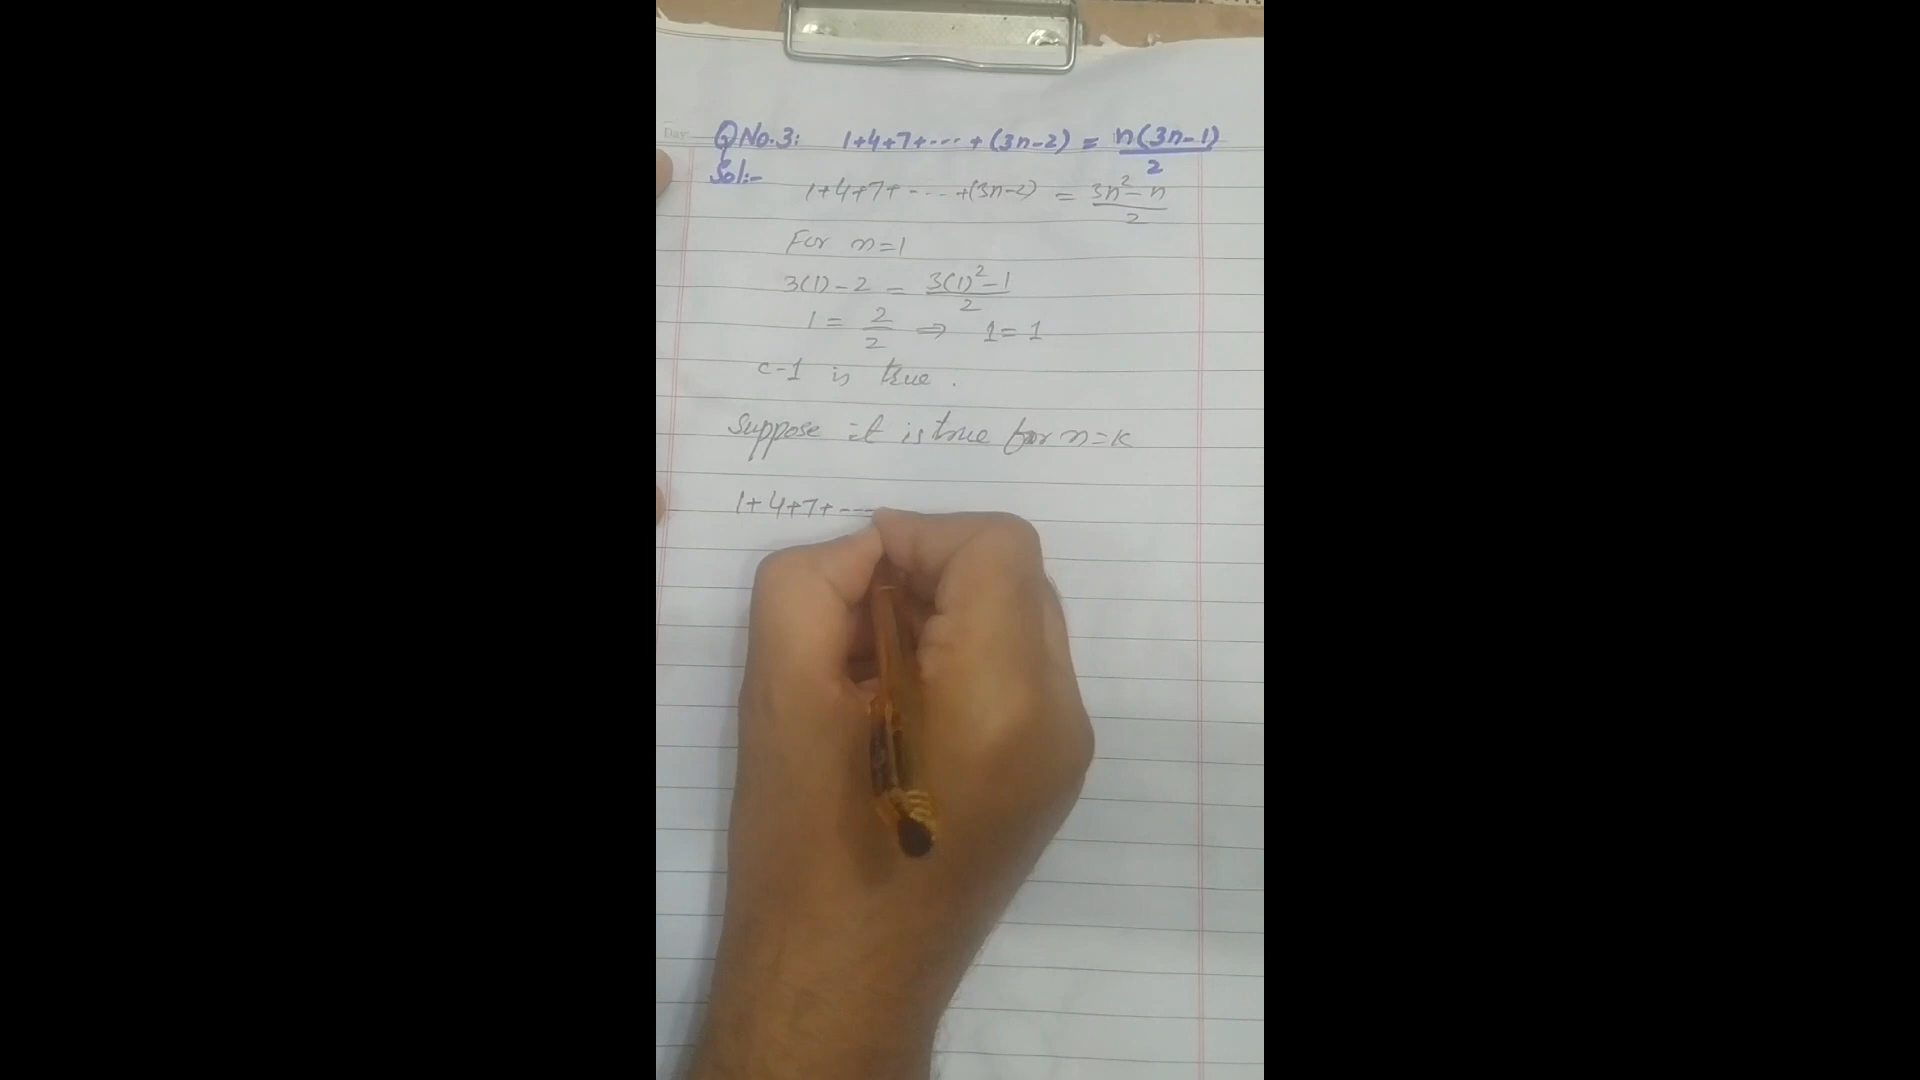 Day:
Q No.3: 1+4+7+----+(3n-2) = n(3n-1)/2
Sol:-
1+4+7+----+(3n-2) = 3n²-n/2
For n=1
3(1)-2 = 3(1)²-1/2
1 = 2/2 ⇒ 1=1
c-1 is true.
Suppose it is true for n=k
1+4+7+---